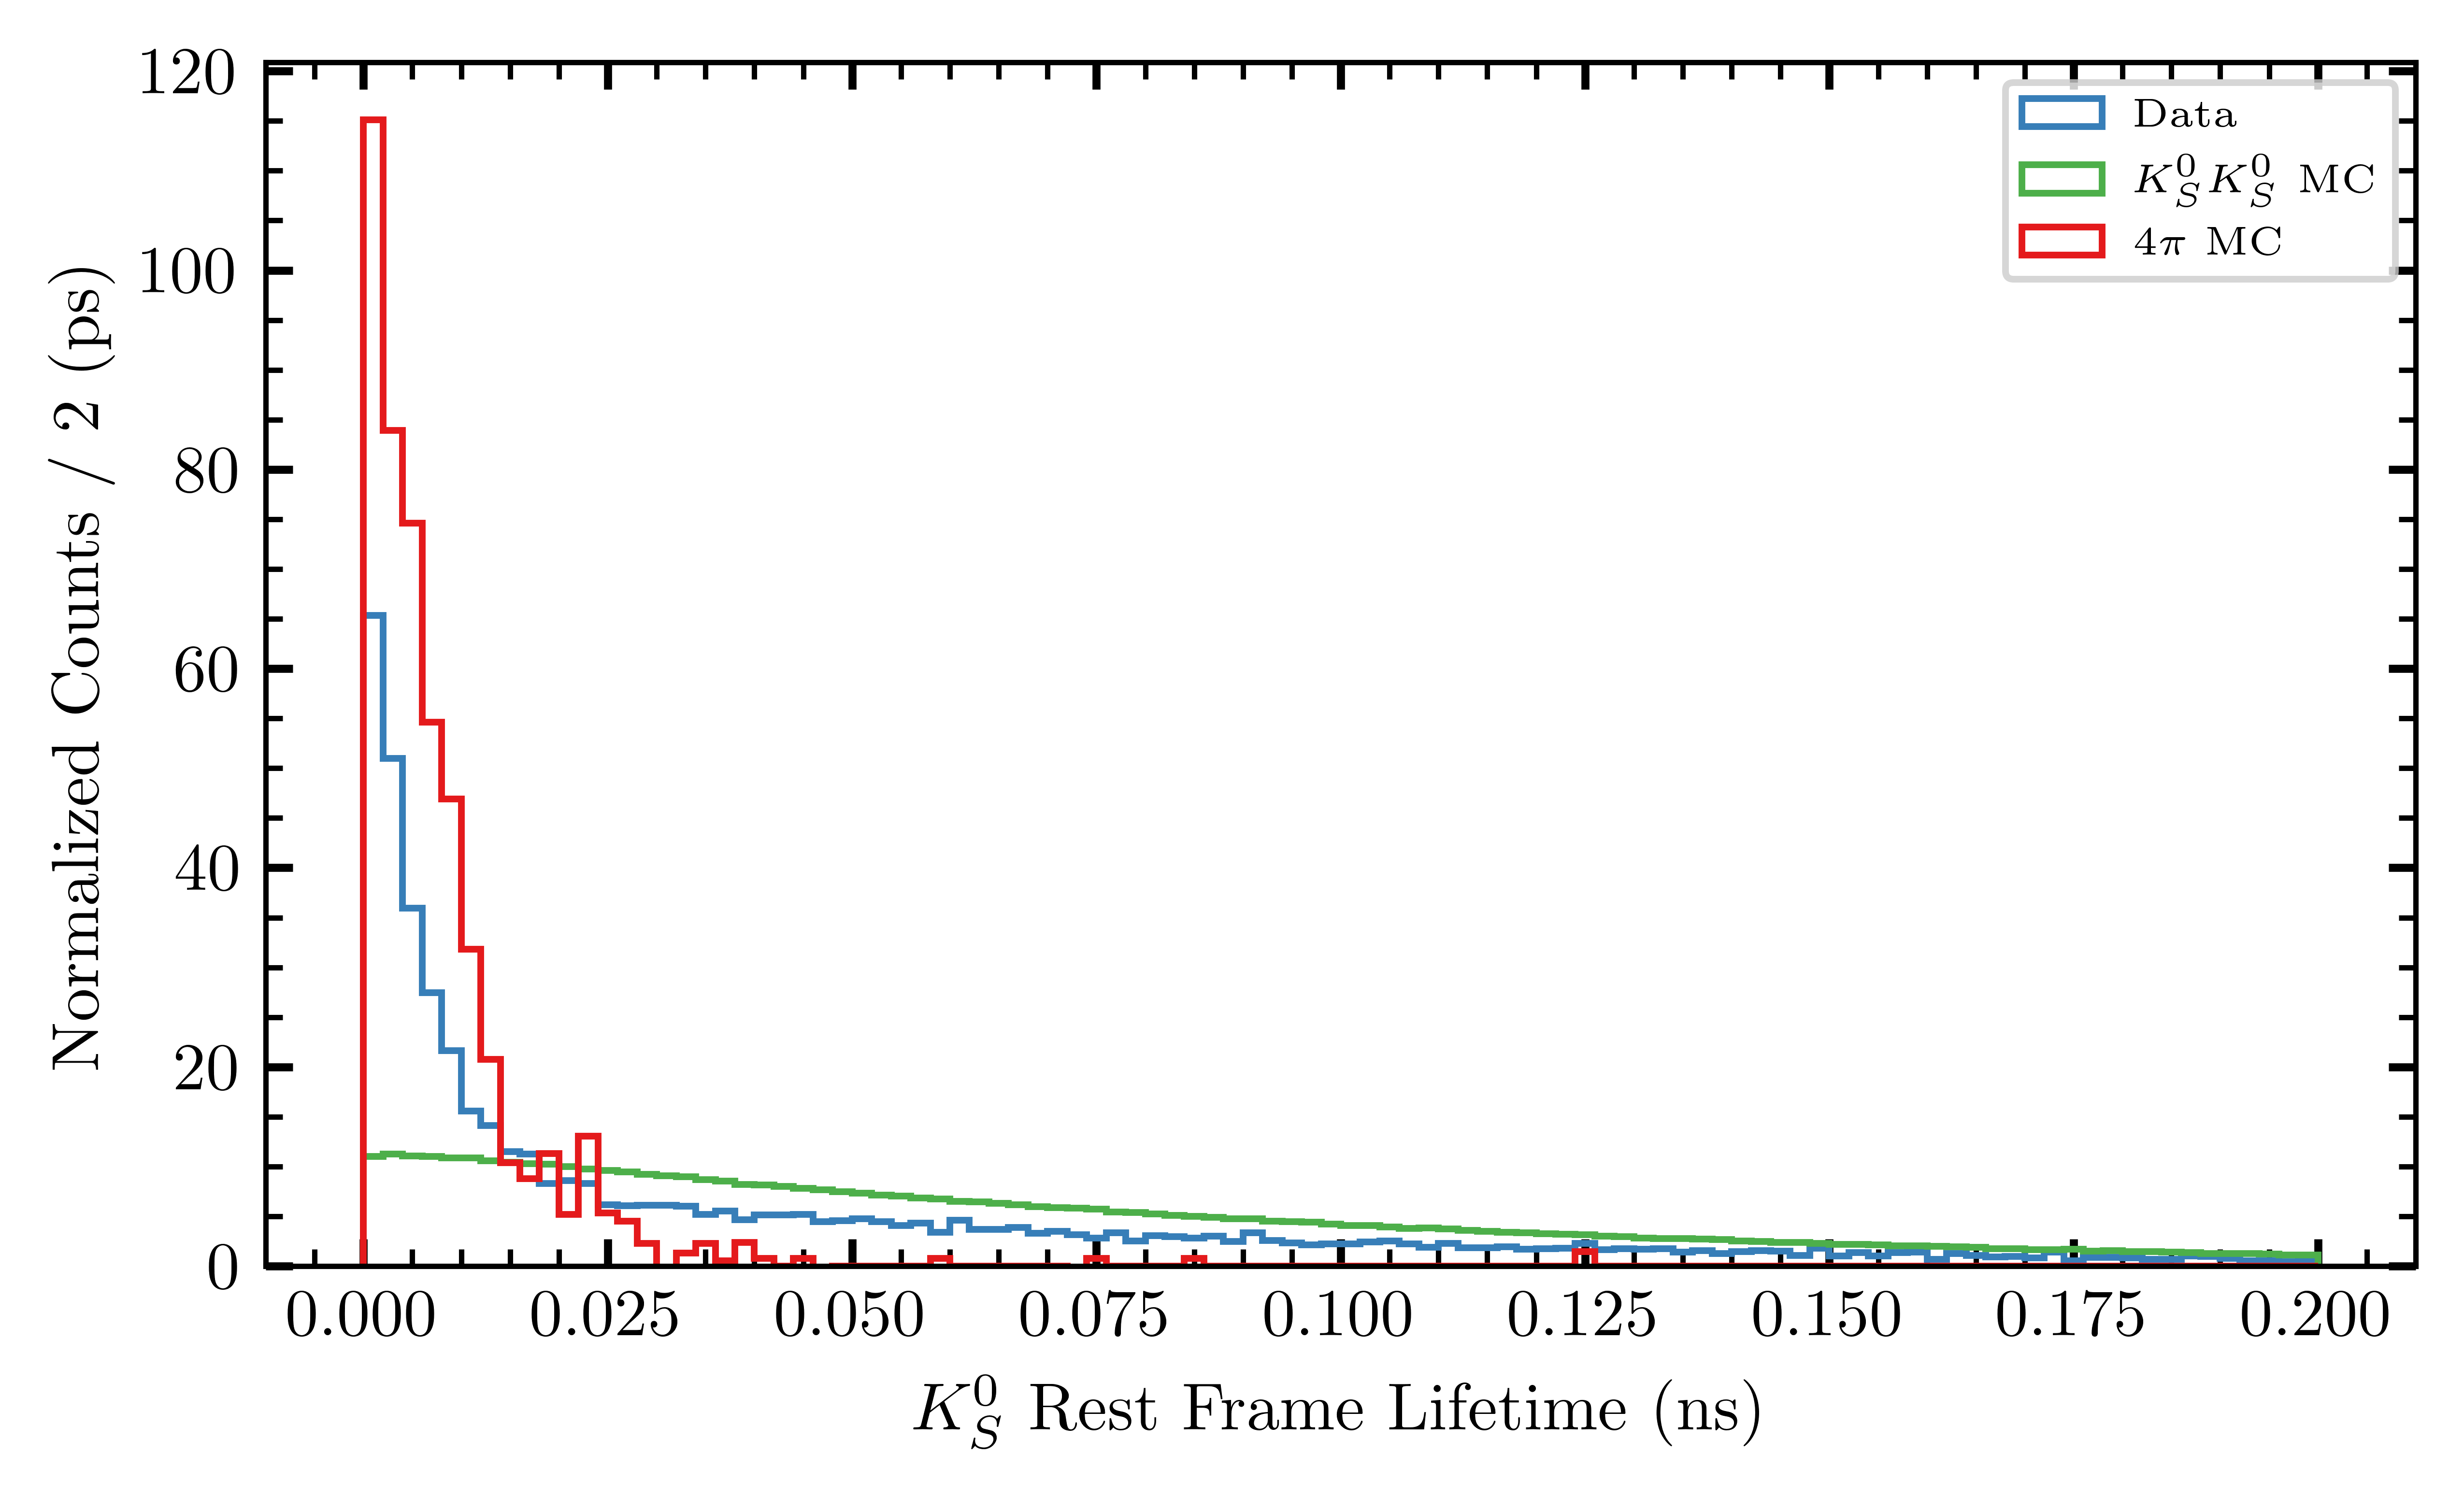 Normalized Counts / 2 (ps)
120
100
80
60
40
20
0
0.000 0.025 0.050 0.075 0.100 0.125 0.150 0.175 0.200
K_S^0 Rest Frame Lifetime (ns)
Data
K_S^0 K_S^0 MC
4π MC